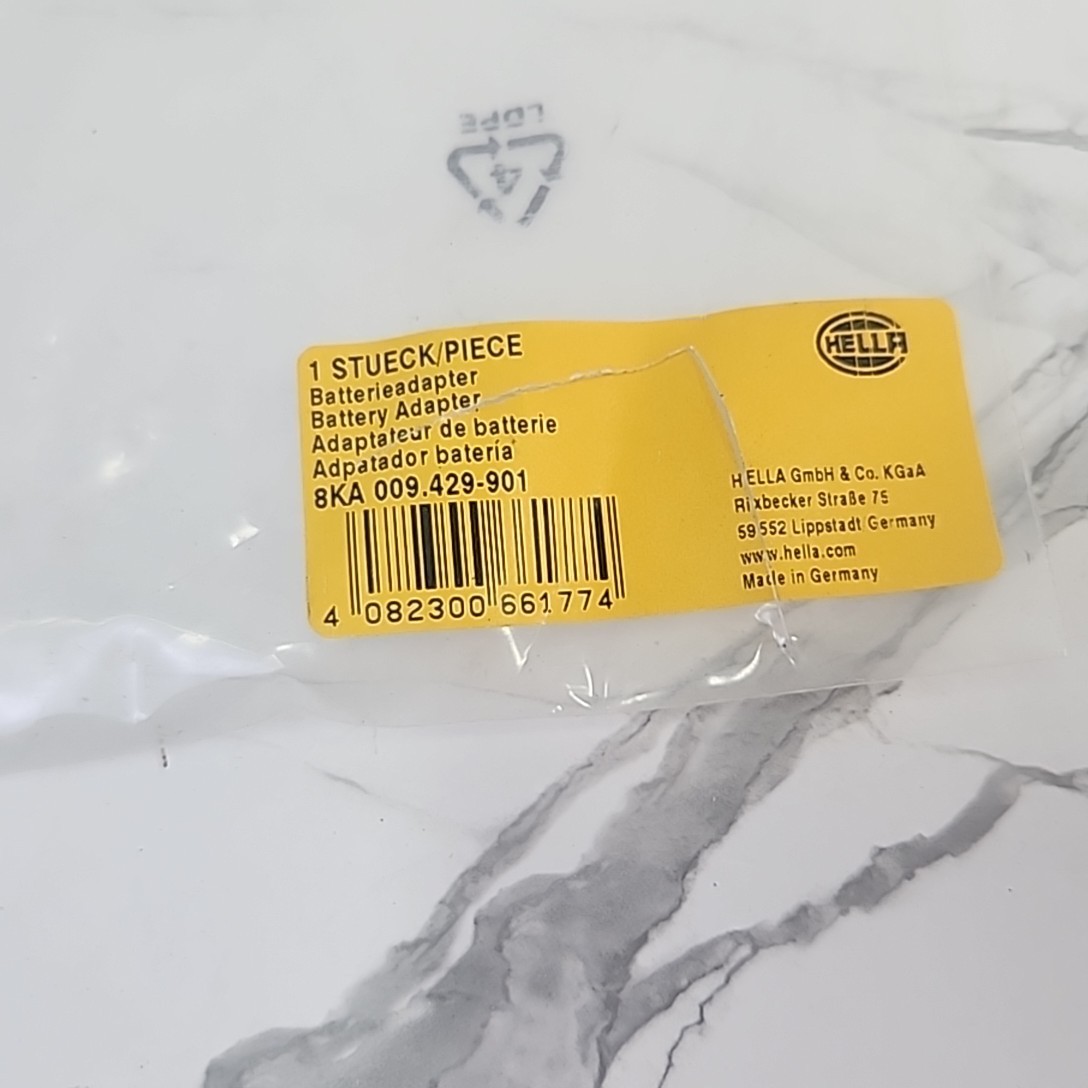 LDPE
4
1 STUECK/PIECE
Batterieadapter
Battery Adapter
Adaptateur de batterie
Adpatador batería
8KA 009.429-901
4 082300 661774
HELLA
HELLA GmbH & Co. KGaA
Rixbecker Straße 75
59552 Lippstadt Germany
www.hella.com
Made in Germany